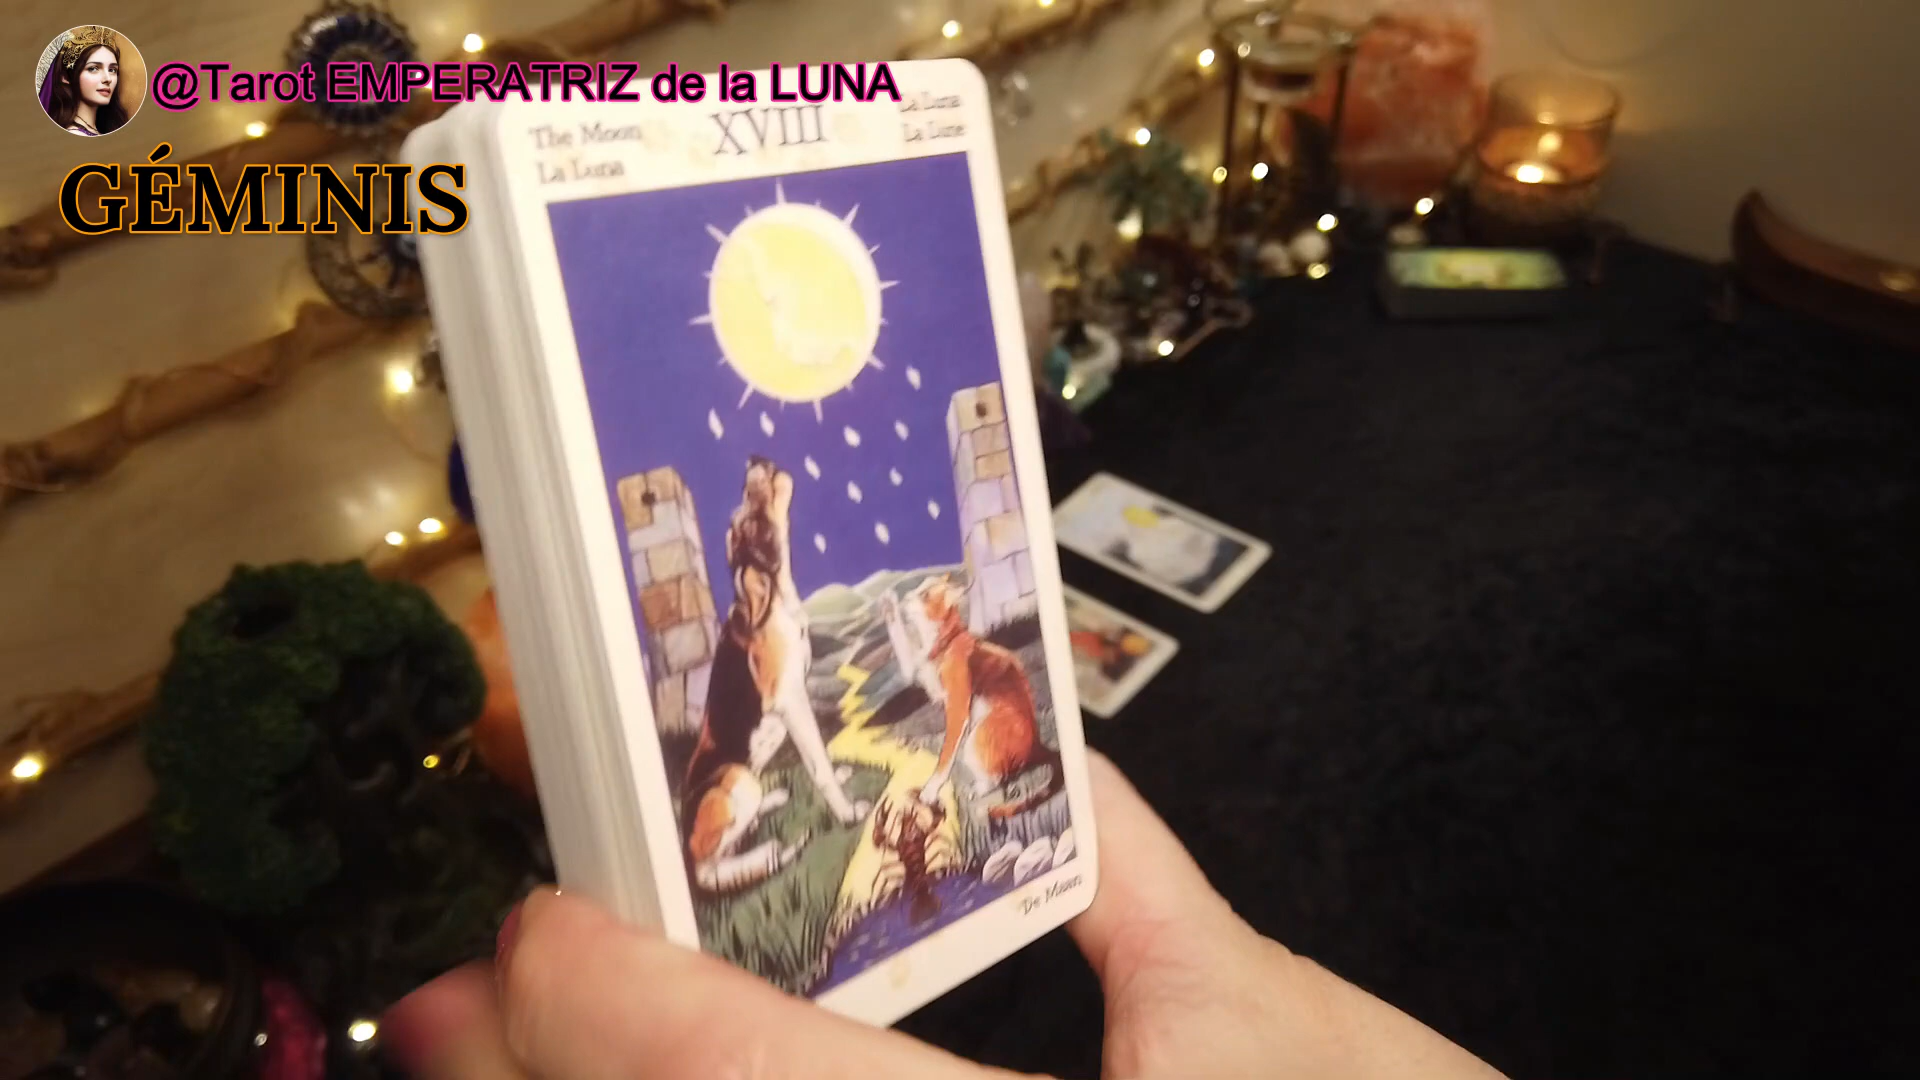 @Tarot EMPERATRIZ de la LUNA
GÉMINIS
The Moon
La Luna
XVIII
La Luna
La Lune
De Maan